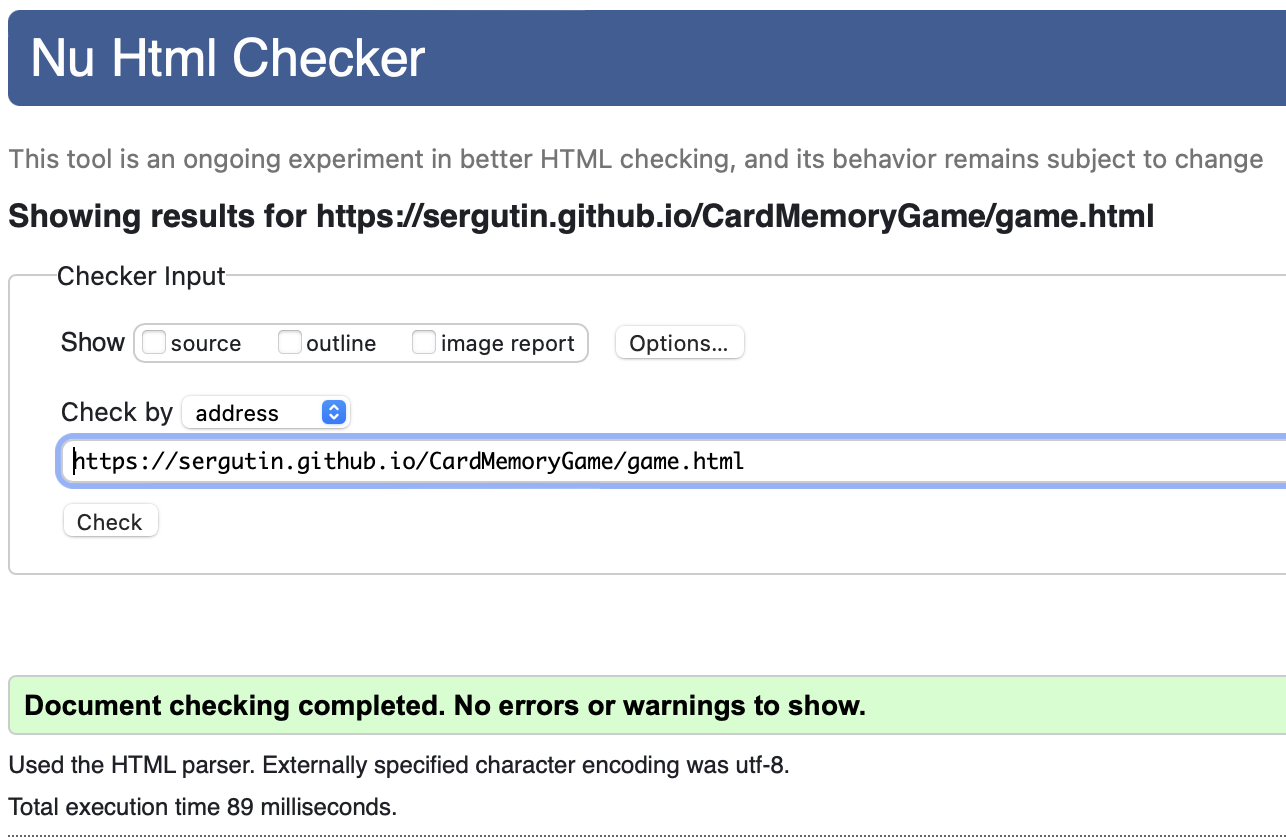 Nu Html Checker
This tool is an ongoing experiment in better HTML checking, and its behavior remains subject to change
Showing results for https://sergutin.github.io/CardMemoryGame/game.html
Checker Input
Show source outline image report Options...
Check by address
https://sergutin.github.io/CardMemoryGame/game.html
Check
Document checking completed. No errors or warnings to show.
Used the HTML parser. Externally specified character encoding was utf-8.
Total execution time 89 milliseconds.